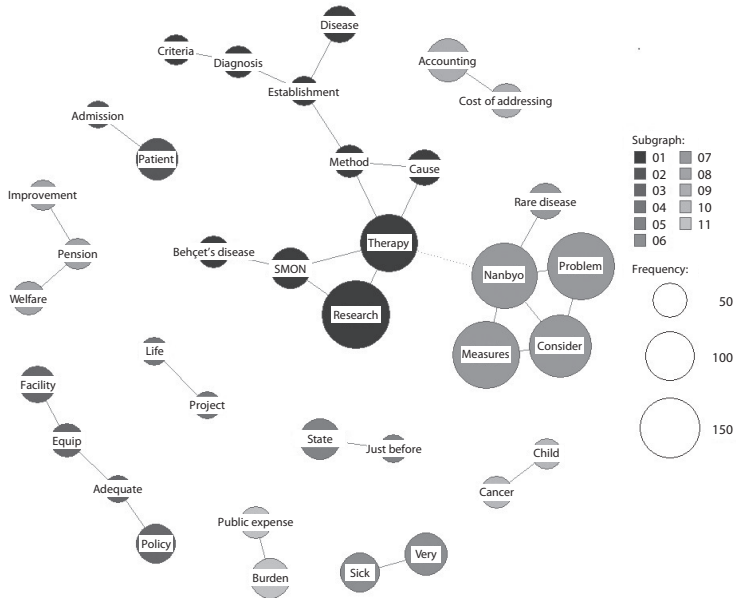 Disease
Criteria
Diagnosis
Accounting
Establishment
Cost of addressing
Admission
Patient
Method
Cause
Subgraph:
01 07
02 08
03 09
04 10
05 11
06
Improvement
Rare disease
Therapy
Behçet's disease
Pension
SMON
Nanbyo
Problem
Frequency:
50
100
150
Welfare
Research
Measures
Consider
Life
Facility
Project
Equip
State
Just before
Child
Adequate
Cancer
Public expense
Policy
Very
Burden
Sick